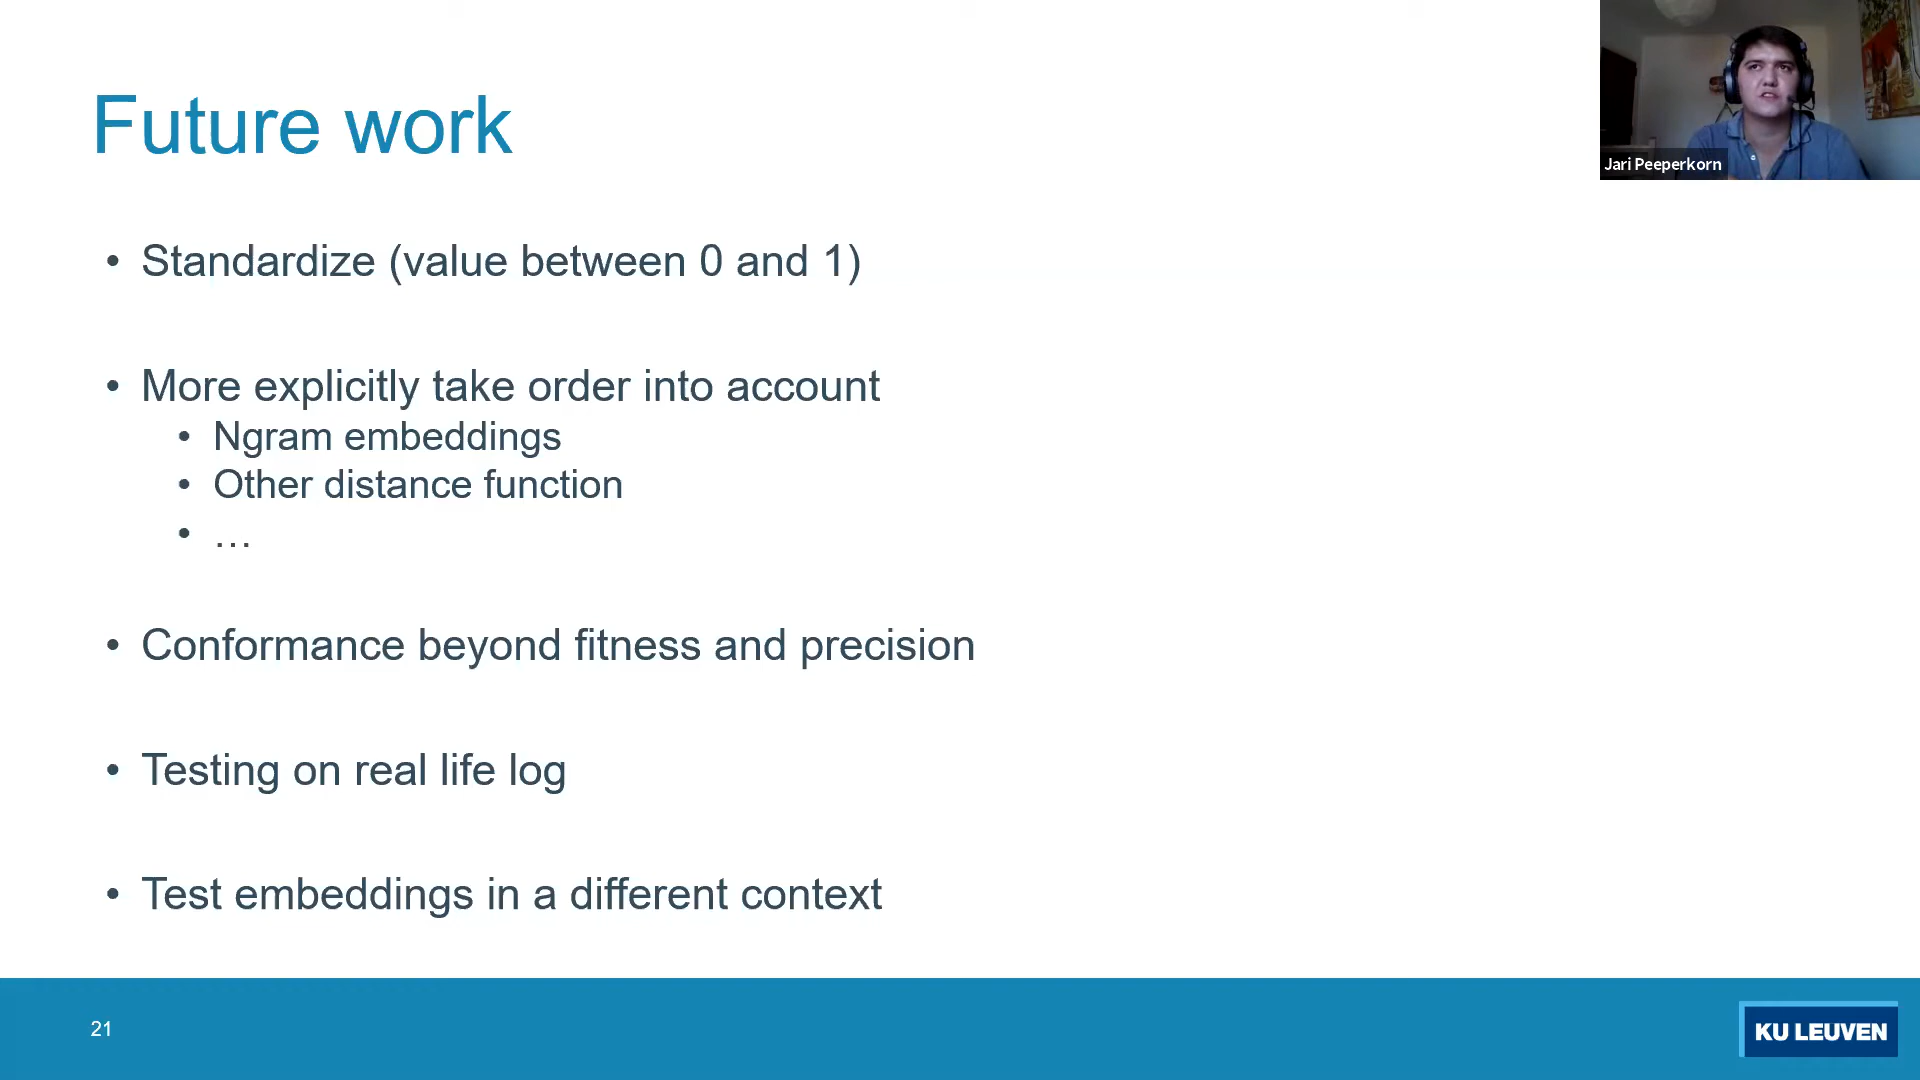 Future work
Jari Peeperkorn
• Standardize (value between 0 and 1)
• More explicitly take order into account
• Ngram embeddings
• Other distance function
• …
• Conformance beyond fitness and precision
• Testing on real life log
• Test embeddings in a different context
21
KU LEUVEN